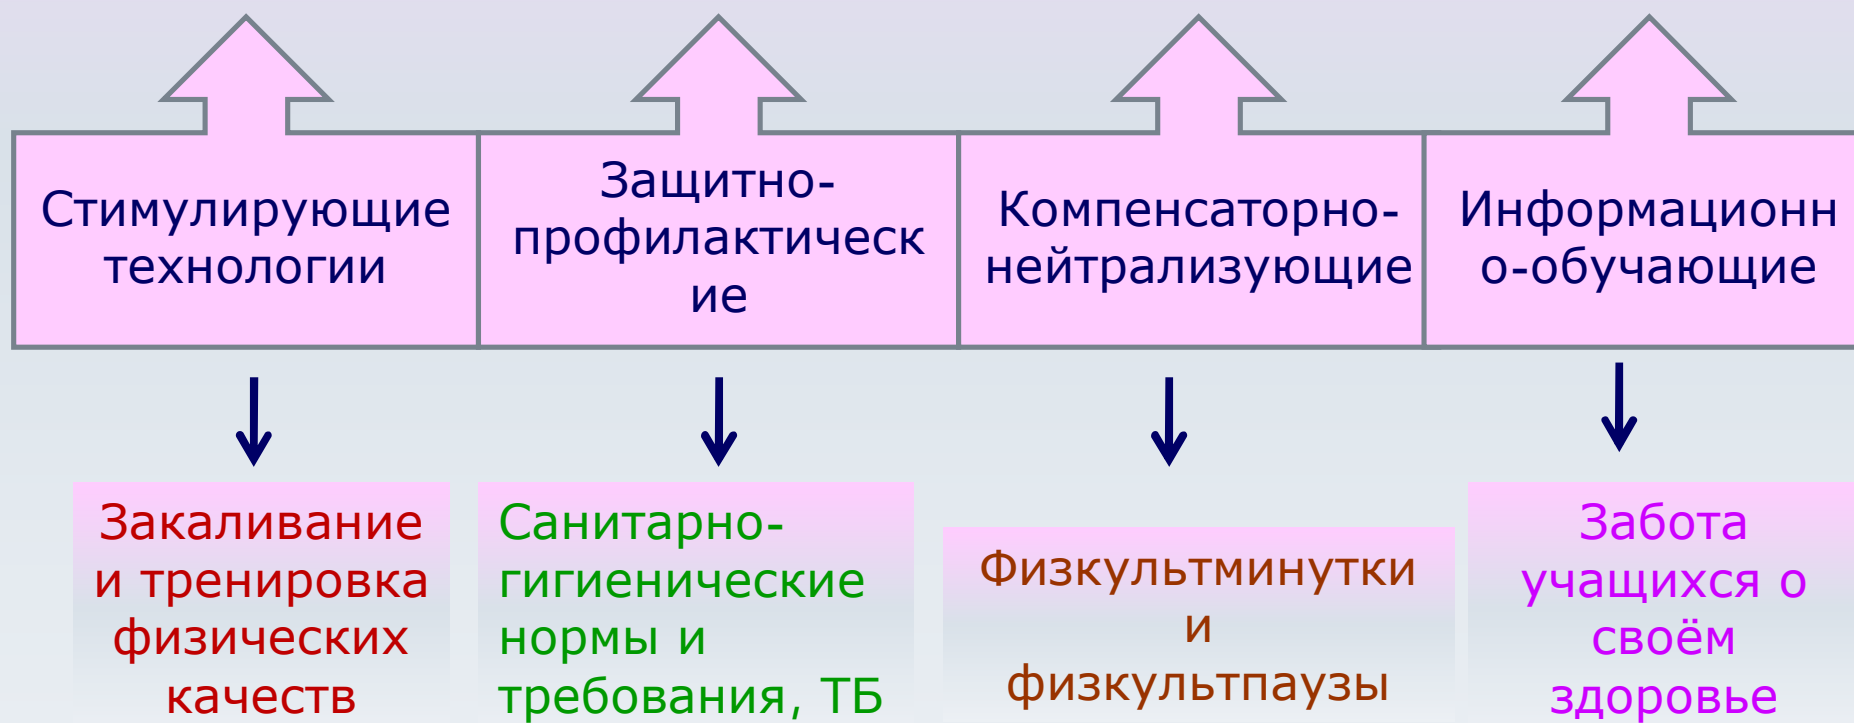 Стимулирующие
технологии
Защитно-
профилактическ
ие
Компенсаторно-
нейтрализующие
Информационн
о-обучающие
Закаливание
и тренировка
физических
качеств
Санитарно-
гигиенические
нормы и
требования, ТБ
Физкультминутки
и
физкультпаузы
Забота
учащихся о
своём
здоровье